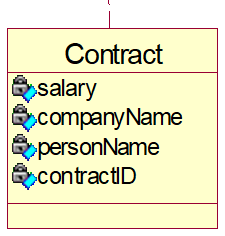 Contract
salary
companyName
personName
contractID